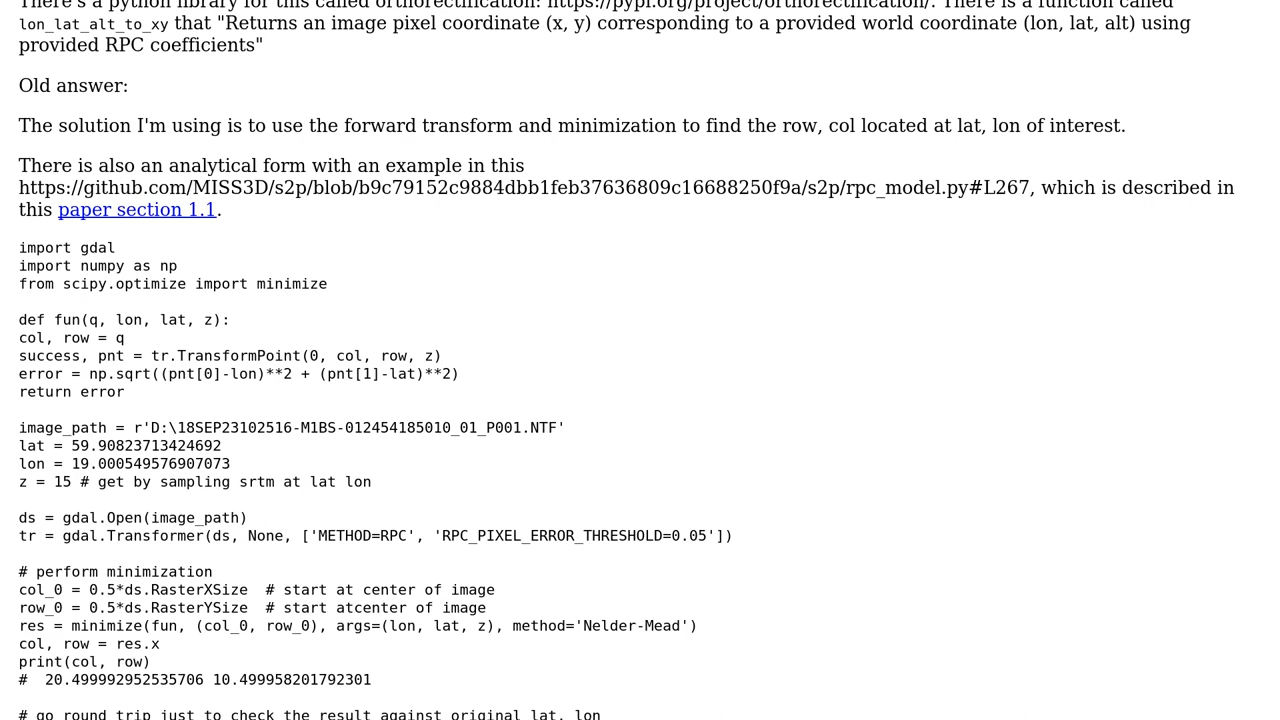 There's a python library for this called orthorectification: https://pypi.org/project/orthorectification/. There is a function called
lon_lat_alt_to_xy that "Returns an image pixel coordinate (x, y) corresponding to a provided world coordinate (lon, lat, alt) using
provided RPC coefficients"
Old answer:
The solution I'm using is to use the forward transform and minimization to find the row, col located at lat, lon of interest.
There is also an analytical form with an example in this
https://github.com/MISS3D/s2p/blob/b9c79152c9884dbb1feb37636809c16688250f9a/s2p/rpc_model.py#L267, which is described in
this paper section 1.1.
import gdal
import numpy as np
from scipy.optimize import minimize
def fun(q, lon, lat, z):
col, row = q
success, pnt = tr.TransformPoint(0, col, row, z)
error = np.sqrt((pnt[0]-lon)**2 + (pnt[1]-lat)**2)
return error
image_path = r'D:\18SEP23102516-M1BS-012454185010_01_P001.NTF'
lat = 59.90823713424692
lon = 19.000549576907073
z = 15 # get by sampling srtm at lat lon
ds = gdal.Open(image_path)
tr = gdal.Transformer(ds, None, ['METHOD=RPC', 'RPC_PIXEL_ERROR_THRESHOLD=0.05'])
# perform minimization
col_0 = 0.5*ds.RasterXSize  # start at center of image
row_0 = 0.5*ds.RasterYSize  # start atcenter of image
res = minimize(fun, (col_0, row_0), args=(lon, lat, z), method='Nelder-Mead')
col, row = res.x
print(col, row)
#  20.499992952535706 10.499958201792301
# go round trip just to check the result against original lat, lon